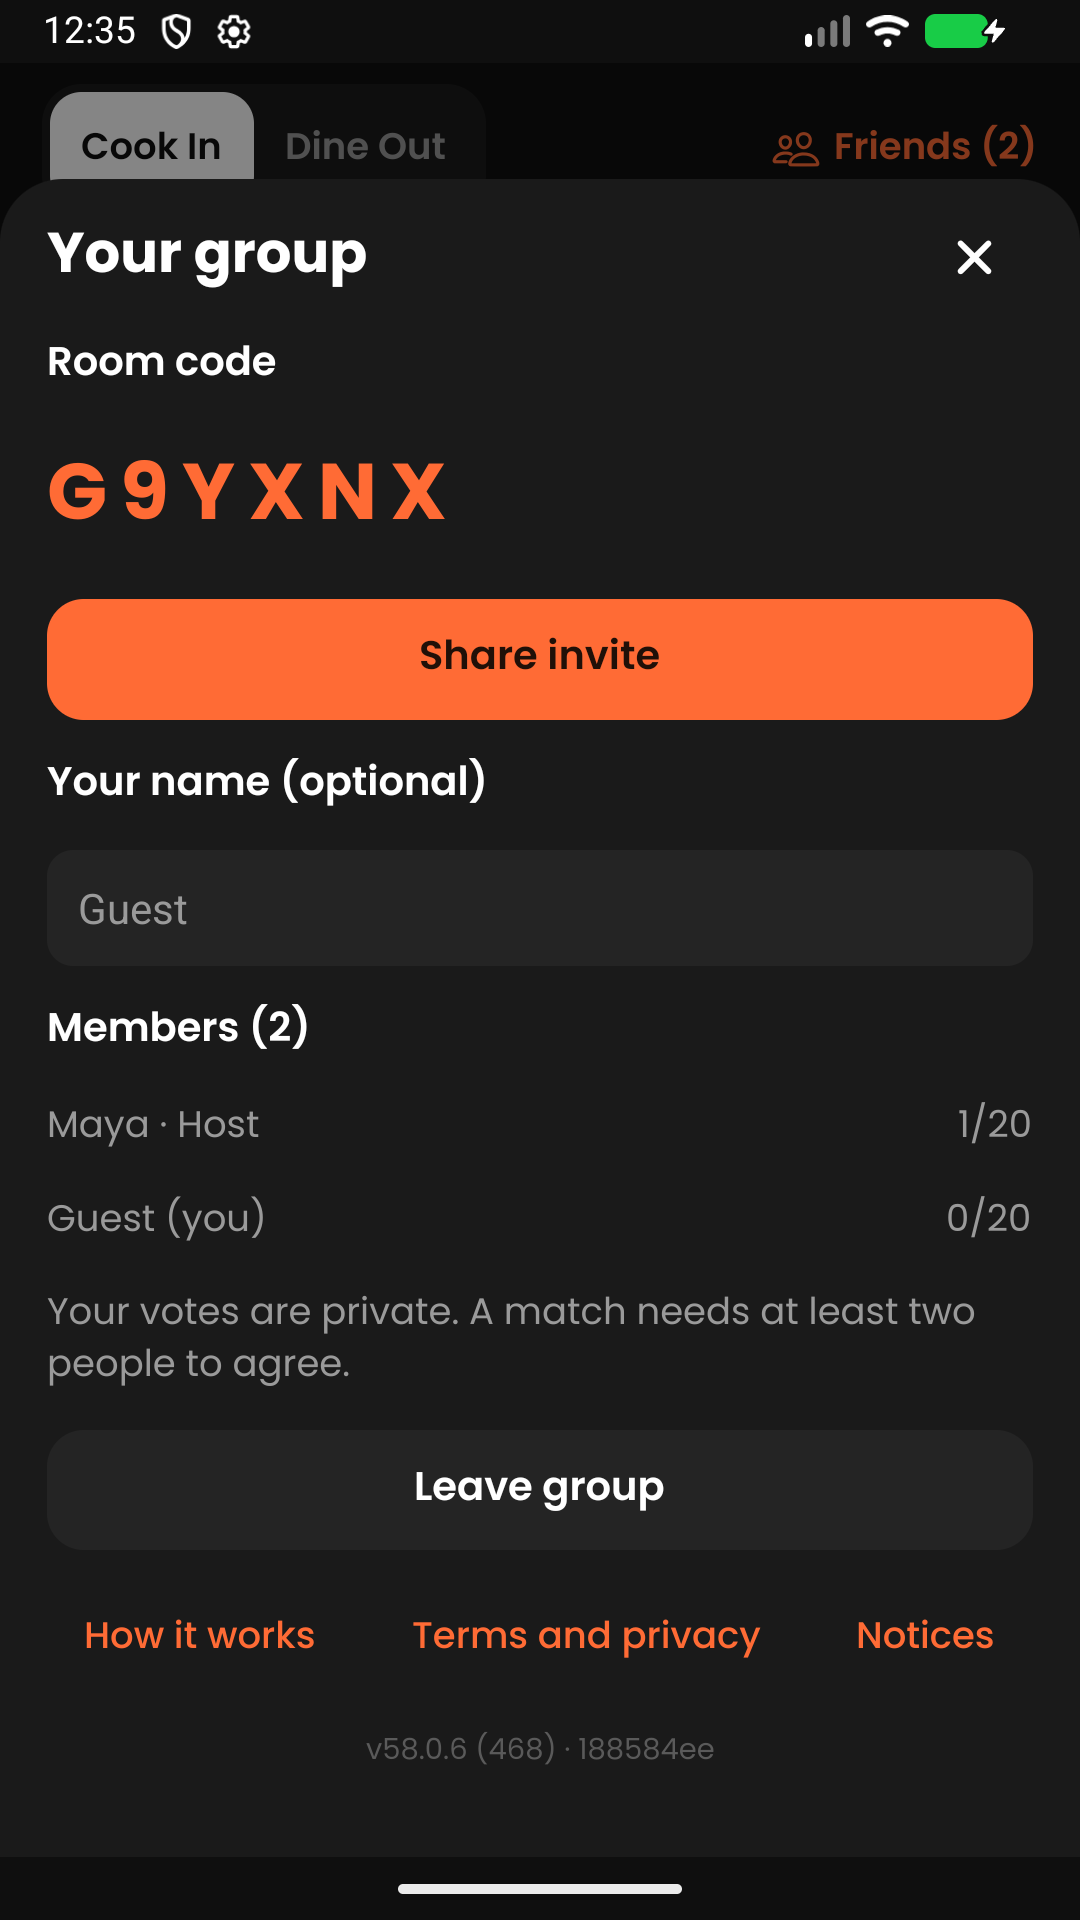 12:35
Cook In
Dine Out
Friends (2)
Your group
Room code
G9YXNX
Share invite
Your name (optional)
Guest
Members (2)
Maya · Host
1/20
Guest (you)
0/20
Your votes are private. A match needs at least two
people to agree.
Leave group
How it works
Terms and privacy
Notices
v58.0.6 (468) · 188584ee